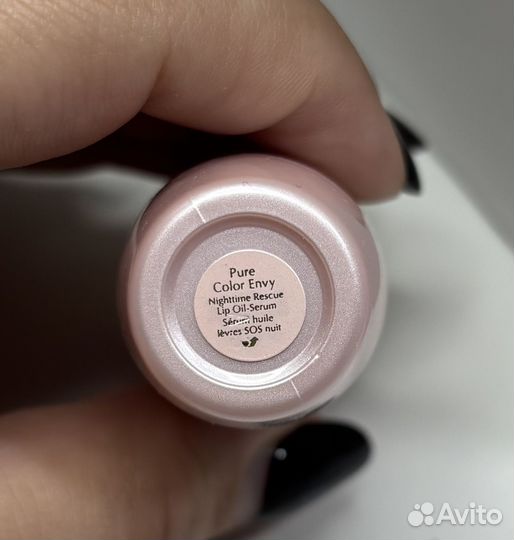 Pure
Color Envy
Nighttime Rescue
Lip Oil-Serum
Sérum huile
lèvres SOS nuit
Avito